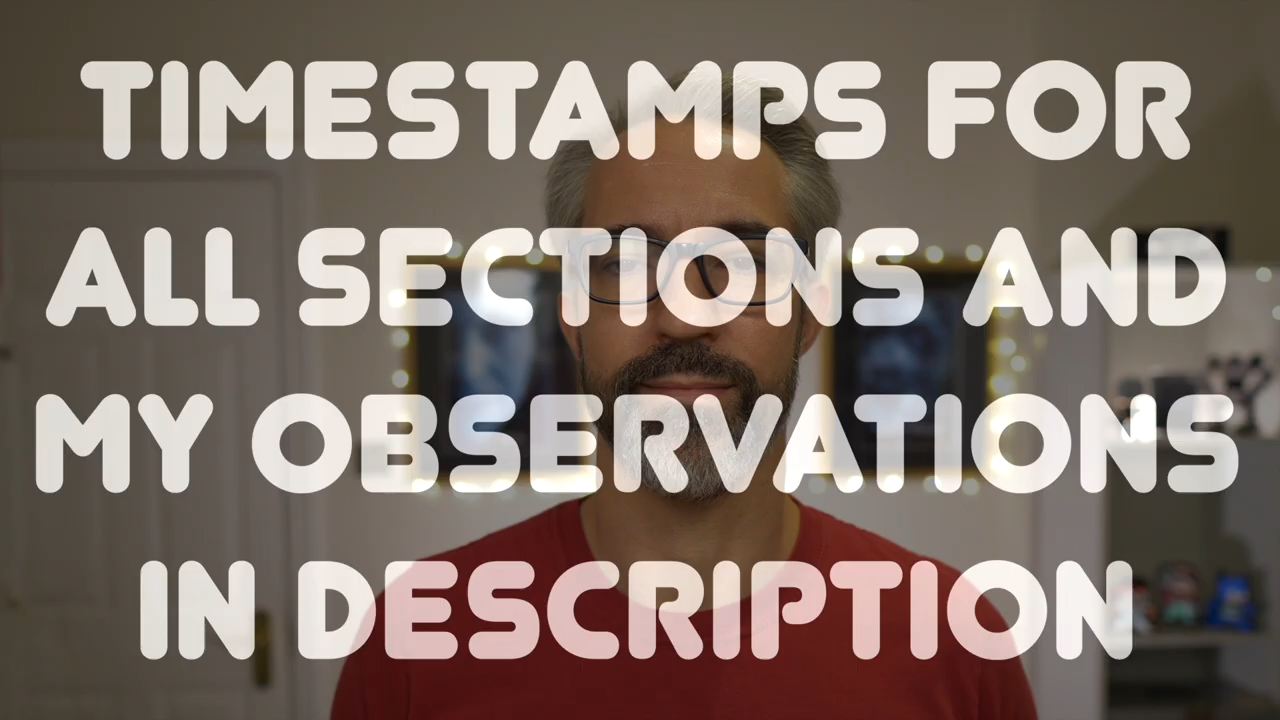 TIMESTAMPS FOR
ALL SECTIONS AND
MY OBSERVATIONS
IN DESCRIPTION